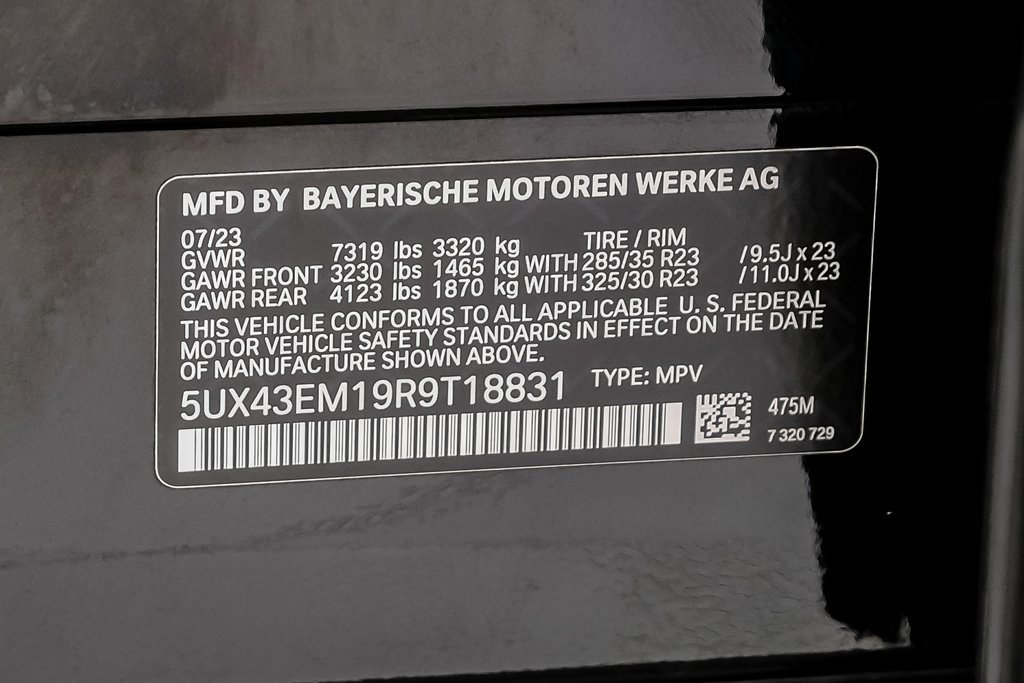 MFD BY BAYERISCHE MOTOREN WERKE AG
07/23 TIRE / RIM
GVWR 7319 lbs 3320 kg
GAWR FRONT 3230 lbs 1465 kg WITH 285/35 R23 /9.5J x 23
GAWR REAR 4123 lbs 1870 kg WITH 325/30 R23 /11.0J x 23
THIS VEHICLE CONFORMS TO ALL APPLICABLE U. S. FEDERAL
MOTOR VEHICLE SAFETY STANDARDS IN EFFECT ON THE DATE
OF MANUFACTURE SHOWN ABOVE.
5UX43EM19R9T18831 TYPE: MPV
475M
7 320 729